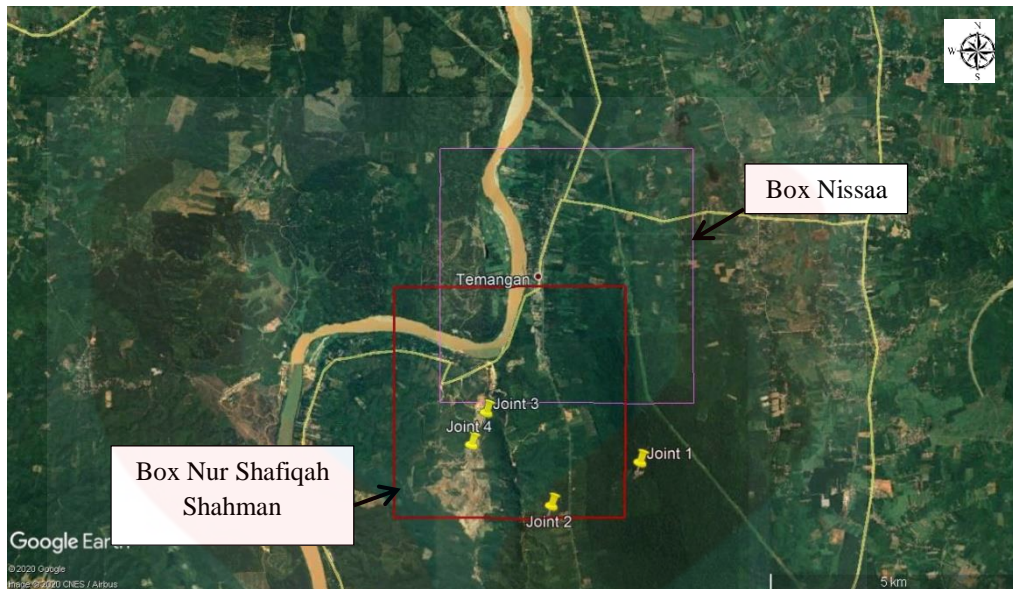 N
W E
S
Box Nissaa
Temangan
Joint 3
Joint 4
Joint 1
Box Nur Shafiqah
Shahman
Joint 2
Google Earth
© 2020 Google
Image © 2020 CNES / Airbus
5 km